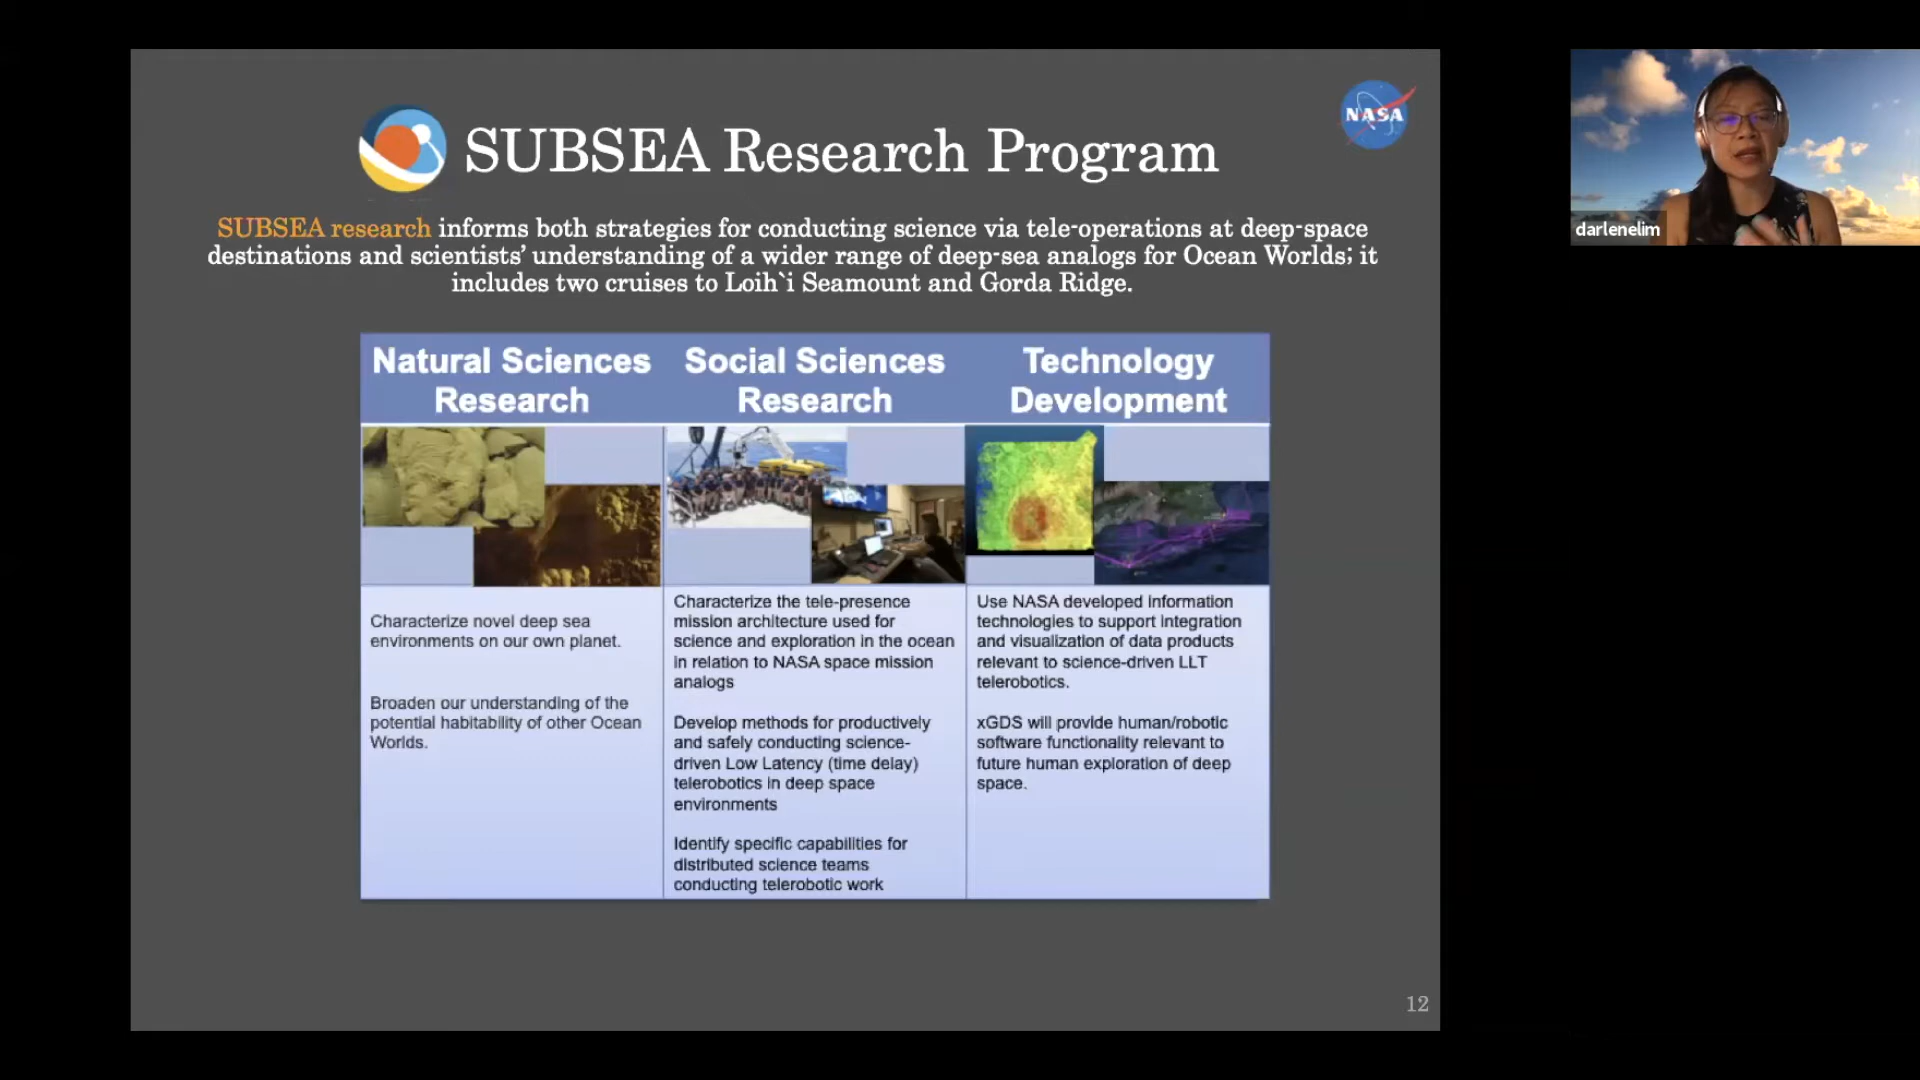 NASA
SUBSEA Research Program
SUBSEA research informs both strategies for conducting science via tele-operations at deep-space
destinations and scientists' understanding of a wider range of deep-sea analogs for Ocean Worlds; it
includes two cruises to Loih`i Seamount and Gorda Ridge.
darlenelim
Natural Sciences
Research
Social Sciences
Research
Technology
Development
Characterize novel deep sea
environments on our own planet.
Broaden our understanding of the
potential habitability of other Ocean
Worlds.
Characterize the tele-presence
mission architecture used for
science and exploration in the ocean
in relation to NASA space mission
analogs
Develop methods for productively
and safely conducting science-
driven Low Latency (time delay)
telerobotics in deep space
environments
Identify specific capabilities for
distributed science teams
conducting telerobotic work
Use NASA developed information
technologies to support integration
and visualization of data products
relevant to science-driven LLT
telerobotics.
xGDS will provide human/robotic
software functionality relevant to
future human exploration of deep
space.
12